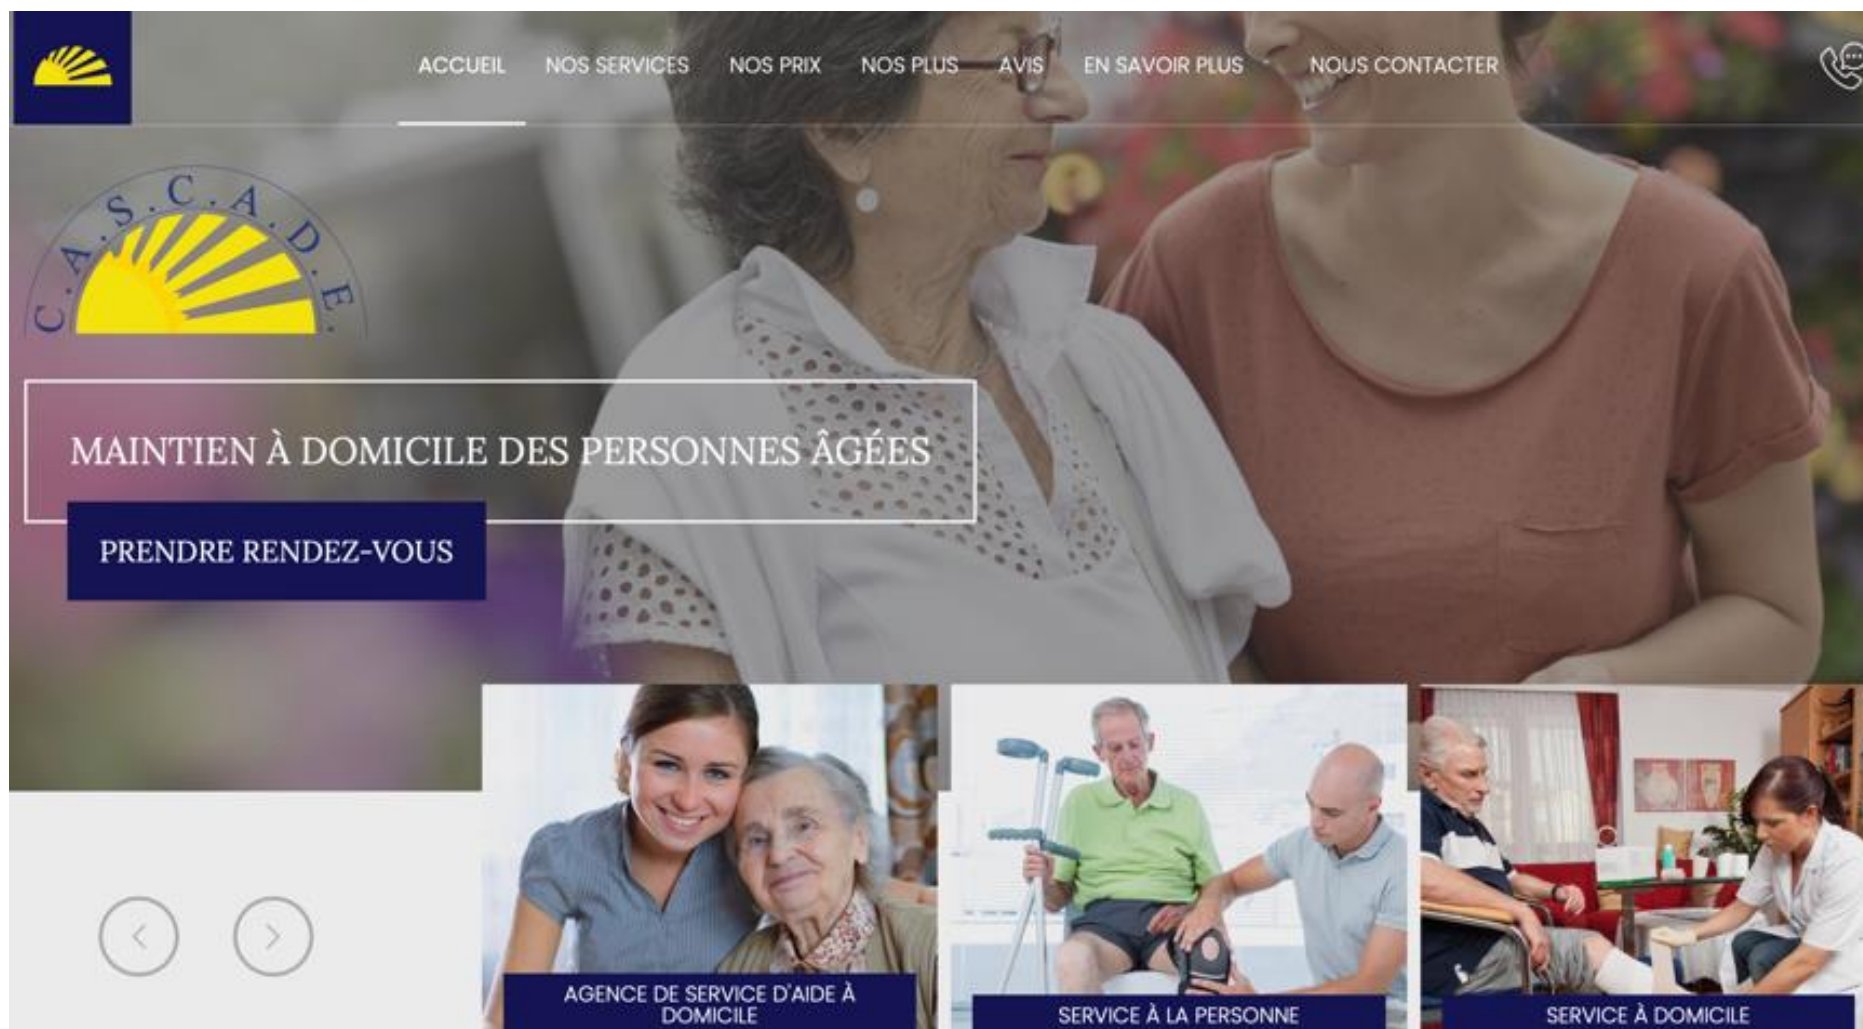 ACCUEIL NOS SERVICES NOS PRIX NOS PLUS AVIS EN SAVOIR PLUS NOUS CONTACTER
C.A.S.C.A.D.E.
MAINTIEN À DOMICILE DES PERSONNES ÂGÉES
PRENDRE RENDEZ-VOUS
AGENCE DE SERVICE D'AIDE À
DOMICILE
SERVICE À LA PERSONNE
SERVICE À DOMICILE